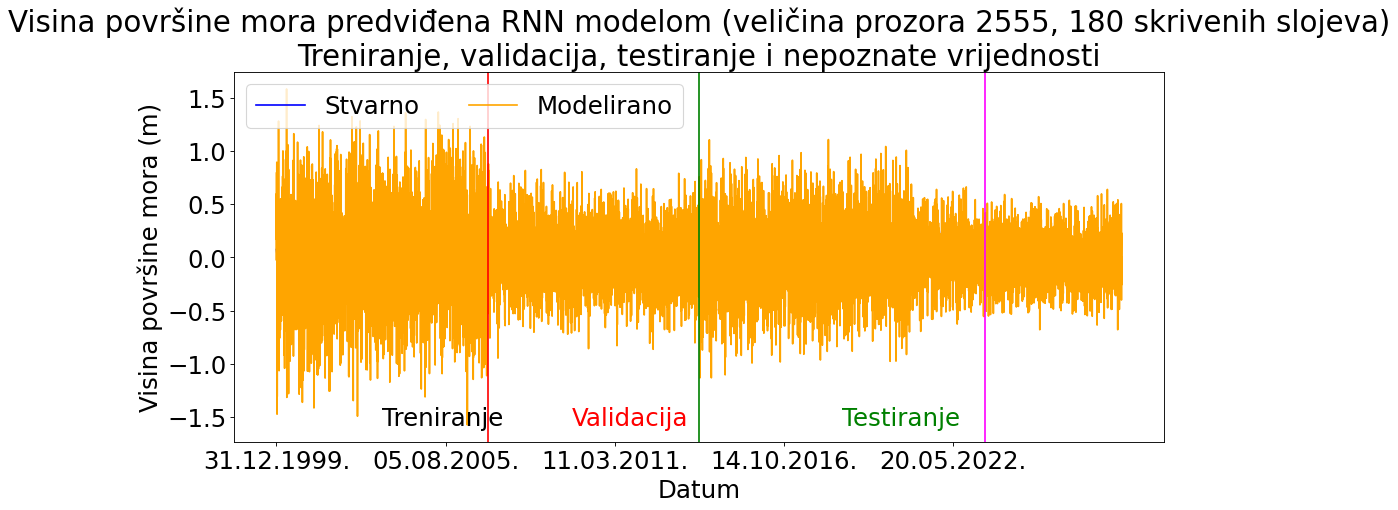 Visina površine mora predviđena RNN modelom (veličina prozora 2555, 180 skrivenih slojeva)
Treniranje, validacija, testiranje i nepoznate vrijednosti
Stvarno Modelirano
Visina površine mora (m)
1.5
1.0
0.5
0.0
−0.5
−1.0
−1.5
Treniranje Validacija Testiranje
31.12.1999. 05.08.2005. 11.03.2011. 14.10.2016. 20.05.2022.
Datum